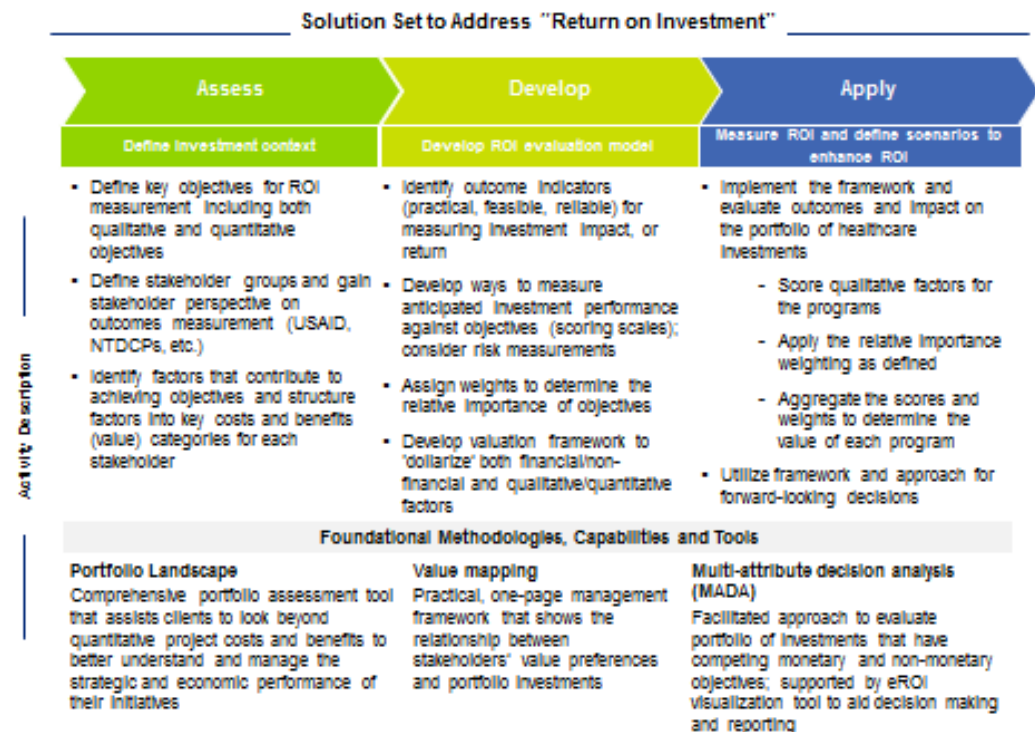 Solution Set to Address "Return on Investment"
Assess
Define investment context
Develop
Develop ROI evaluation model
Apply
Measure ROI and define scenarios to
enhance ROI
Activity Description
▪ Define key objectives for ROI
measurement including both
qualitative and quantitative
objectives
▪ Define stakeholder groups and gain
stakeholder perspective on
outcomes measurement (USAID,
NTDCPs, etc.)
▪ Identify factors that contribute to
achieving objectives and structure
factors into key costs and benefits
(value) categories for each
stakeholder
▪ Identify outcome indicators
(practical, feasible, reliable) for
measuring investment impact, or
return
▪ Develop ways to measure
anticipated investment performance
against objectives (scoring scales);
consider risk measurements
▪ Assign weights to determine the
relative importance of objectives
▪ Develop valuation framework to
'dollarize' both financial/non-
financial and qualitative/quantitative
factors
▪ Implement the framework and
evaluate outcomes and impact on
the portfolio of healthcare
investments
- Score qualitative factors for
the programs
- Apply the relative importance
weighting as defined
- Aggregate the scores and
weights to determine the
value of each program
▪ Utilize framework and approach for
forward-looking decisions
Foundational Methodologies, Capabilities and Tools
Portfolio Landscape
Comprehensive portfolio assessment tool
that assists clients to look beyond
quantitative project costs and benefits to
better understand and manage the
strategic and economic performance of
their initiatives
Value mapping
Practical, one-page management
framework that shows the
relationship between
stakeholders' value preferences
and portfolio investments
Multi-attribute decision analysis
(MADA)
Facilitated approach to evaluate
portfolio of investments that have
competing monetary and non-monetary
objectives; supported by eROI
visualization tool to aid decision making
and reporting